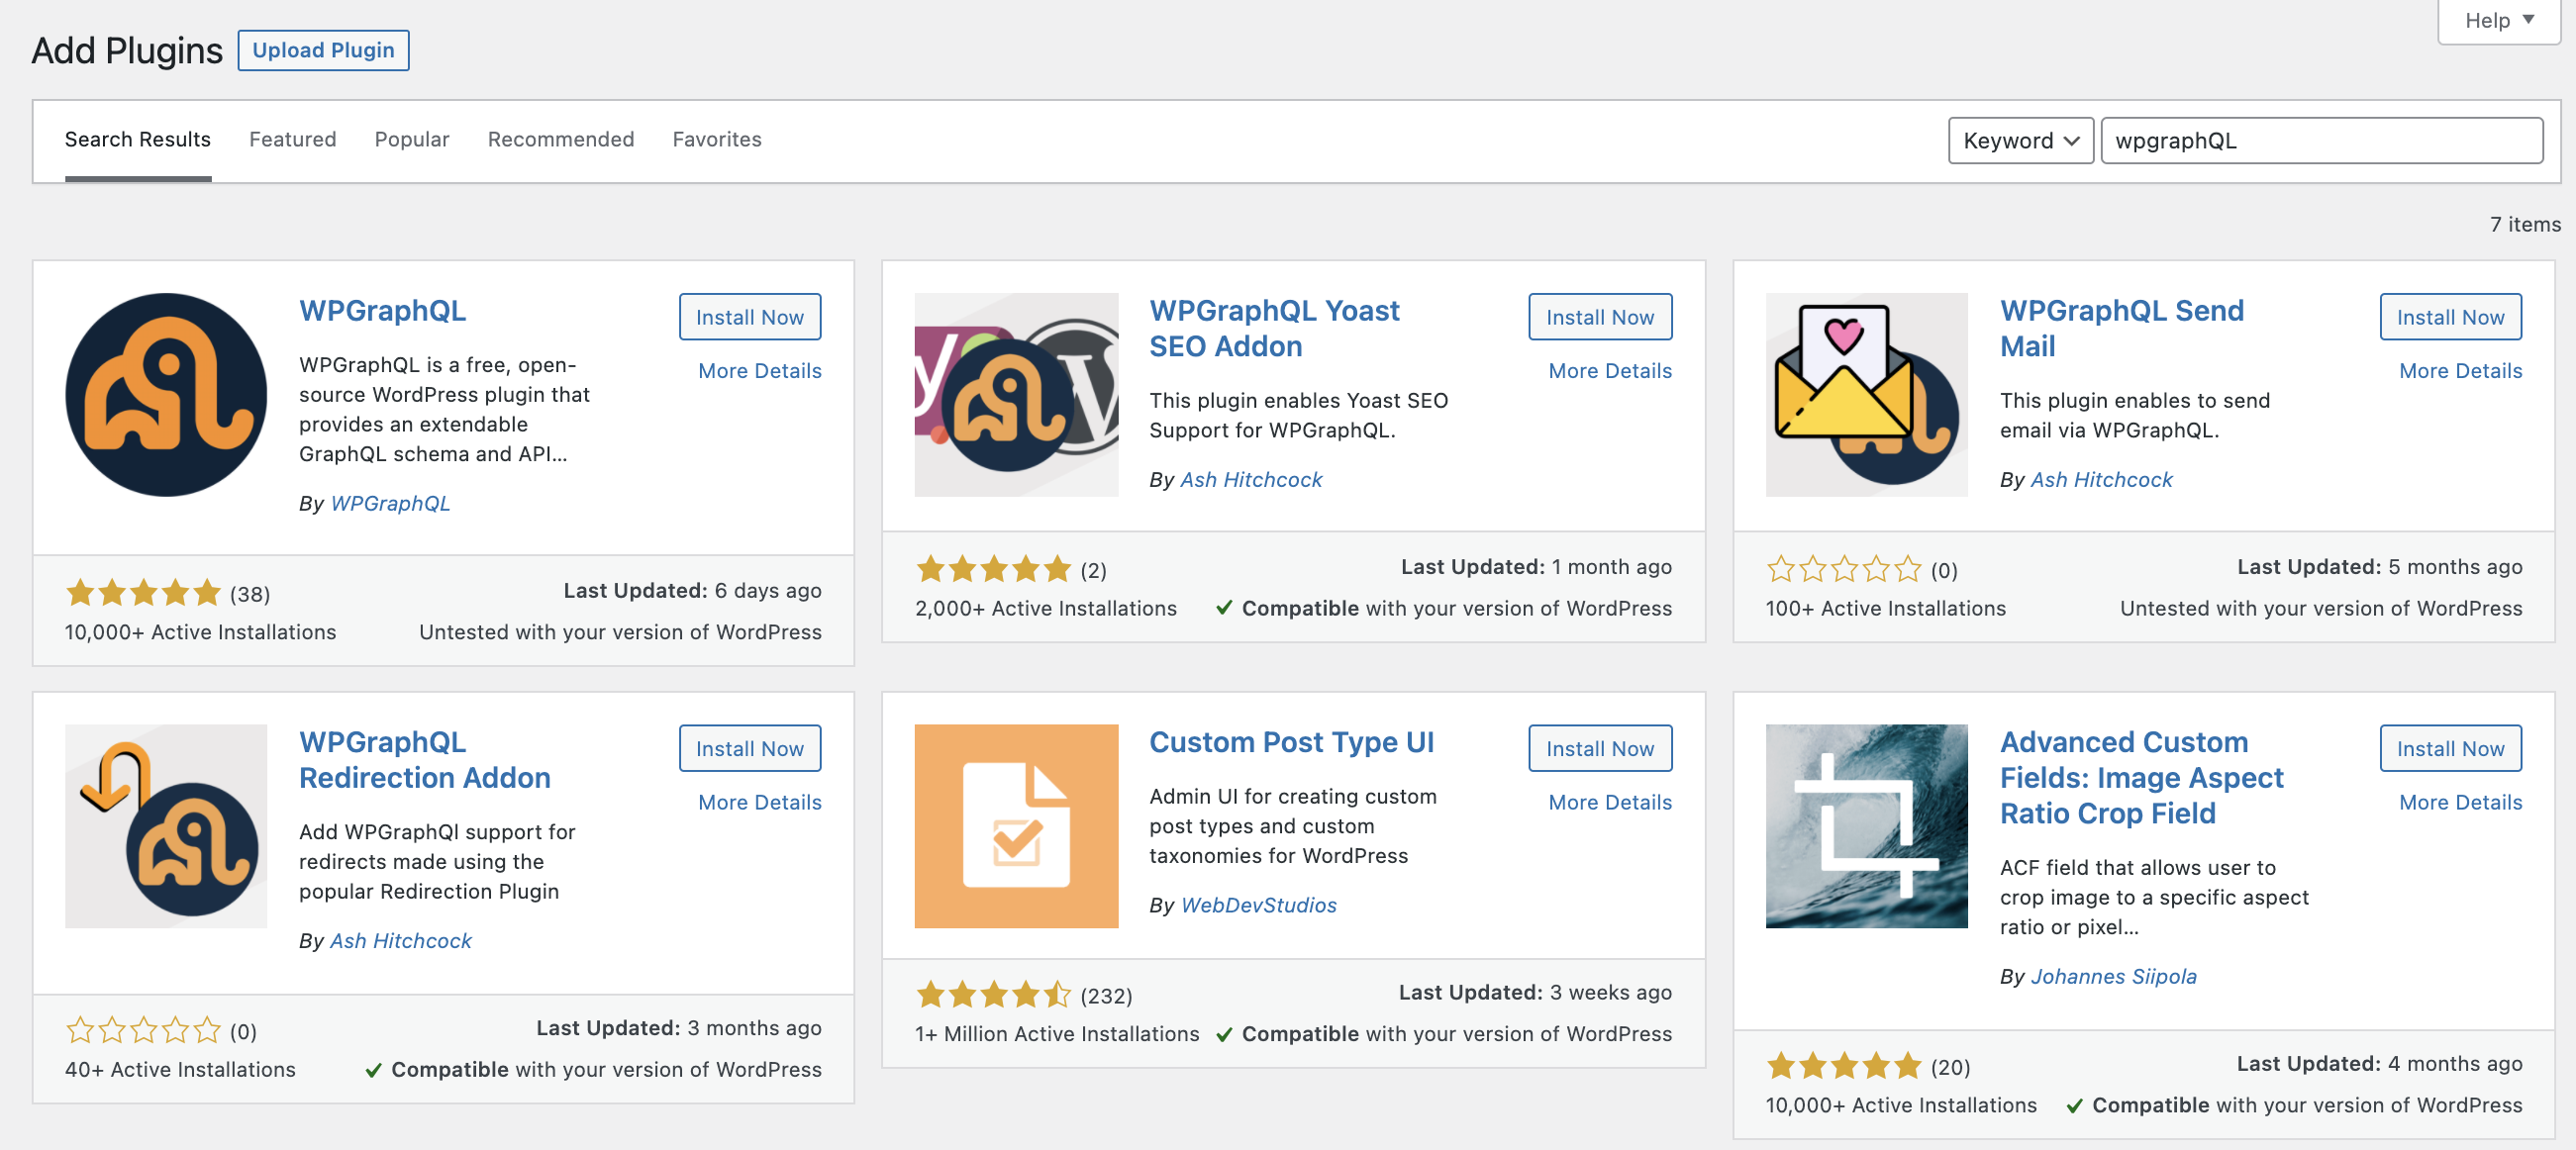 Help
Add Plugins
Upload Plugin
Search Results
Featured
Popular
Recommended
Favorites
Keyword
wpgraphQL
7 items
WPGraphQL
Install Now
More Details
WPGraphQL is a free, open-
source WordPress plugin that
provides an extendable
GraphQL schema and API...
By WPGraphQL
(38)
Last Updated: 6 days ago
10,000+ Active Installations
Untested with your version of WordPress
WPGraphQL Yoast
SEO Addon
Install Now
More Details
This plugin enables Yoast SEO
Support for WPGraphQL.
By Ash Hitchcock
(2)
Last Updated: 1 month ago
2,000+ Active Installations
Compatible with your version of WordPress
WPGraphQL Send
Mail
Install Now
More Details
This plugin enables to send
email via WPGraphQL.
By Ash Hitchcock
(0)
Last Updated: 5 months ago
100+ Active Installations
Untested with your version of WordPress
WPGraphQL
Redirection Addon
Install Now
More Details
Add WPGraphQl support for
redirects made using the
popular Redirection Plugin
By Ash Hitchcock
(0)
Last Updated: 3 months ago
40+ Active Installations
Compatible with your version of WordPress
Custom Post Type UI
Install Now
More Details
Admin UI for creating custom
post types and custom
taxonomies for WordPress
By WebDevStudios
(232)
Last Updated: 3 weeks ago
1+ Million Active Installations
Compatible with your version of WordPress
Advanced Custom
Fields: Image Aspect
Ratio Crop Field
Install Now
More Details
ACF field that allows user to
crop image to a specific aspect
ratio or pixel...
By Johannes Siipola
(20)
Last Updated: 4 months ago
10,000+ Active Installations
Compatible with your version of WordPress